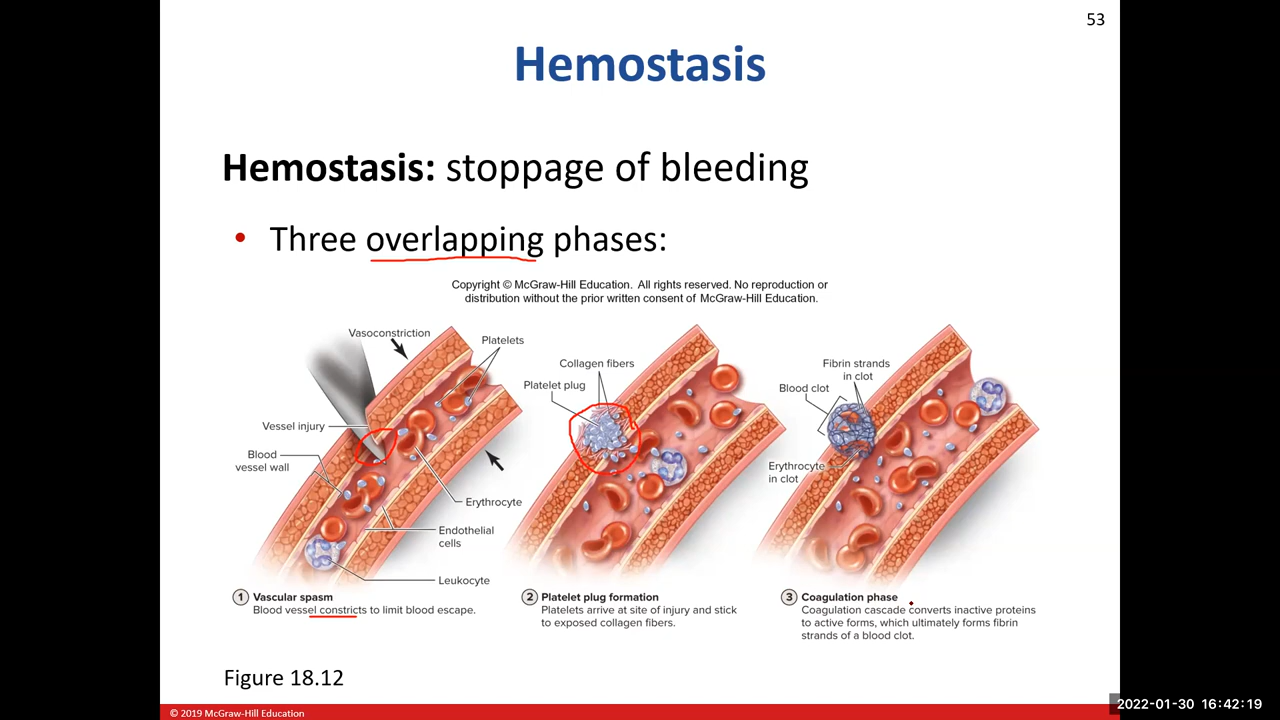 53
Hemostasis
Hemostasis: stoppage of bleeding
• Three overlapping phases:
Copyright © McGraw-Hill Education. All rights reserved. No reproduction or
distribution without the prior written consent of McGraw-Hill Education.
Vasoconstriction
Platelets
Vessel injury
Blood
vessel wall
Erythrocyte
Endothelial
cells
Leukocyte
Collagen fibers
Platelet plug
Fibrin strands
in clot
Blood clot
Erythrocyte
in clot
1 Vascular spasm
Blood vessel constricts to limit blood escape.
2 Platelet plug formation
Platelets arrive at site of injury and stick
to exposed collagen fibers.
3 Coagulation phase
Coagulation cascade converts inactive proteins
to active forms, which ultimately forms fibrin
strands of a blood clot.
Figure 18.12
© 2019 McGraw-Hill Education
2022-01-30 16:42:19